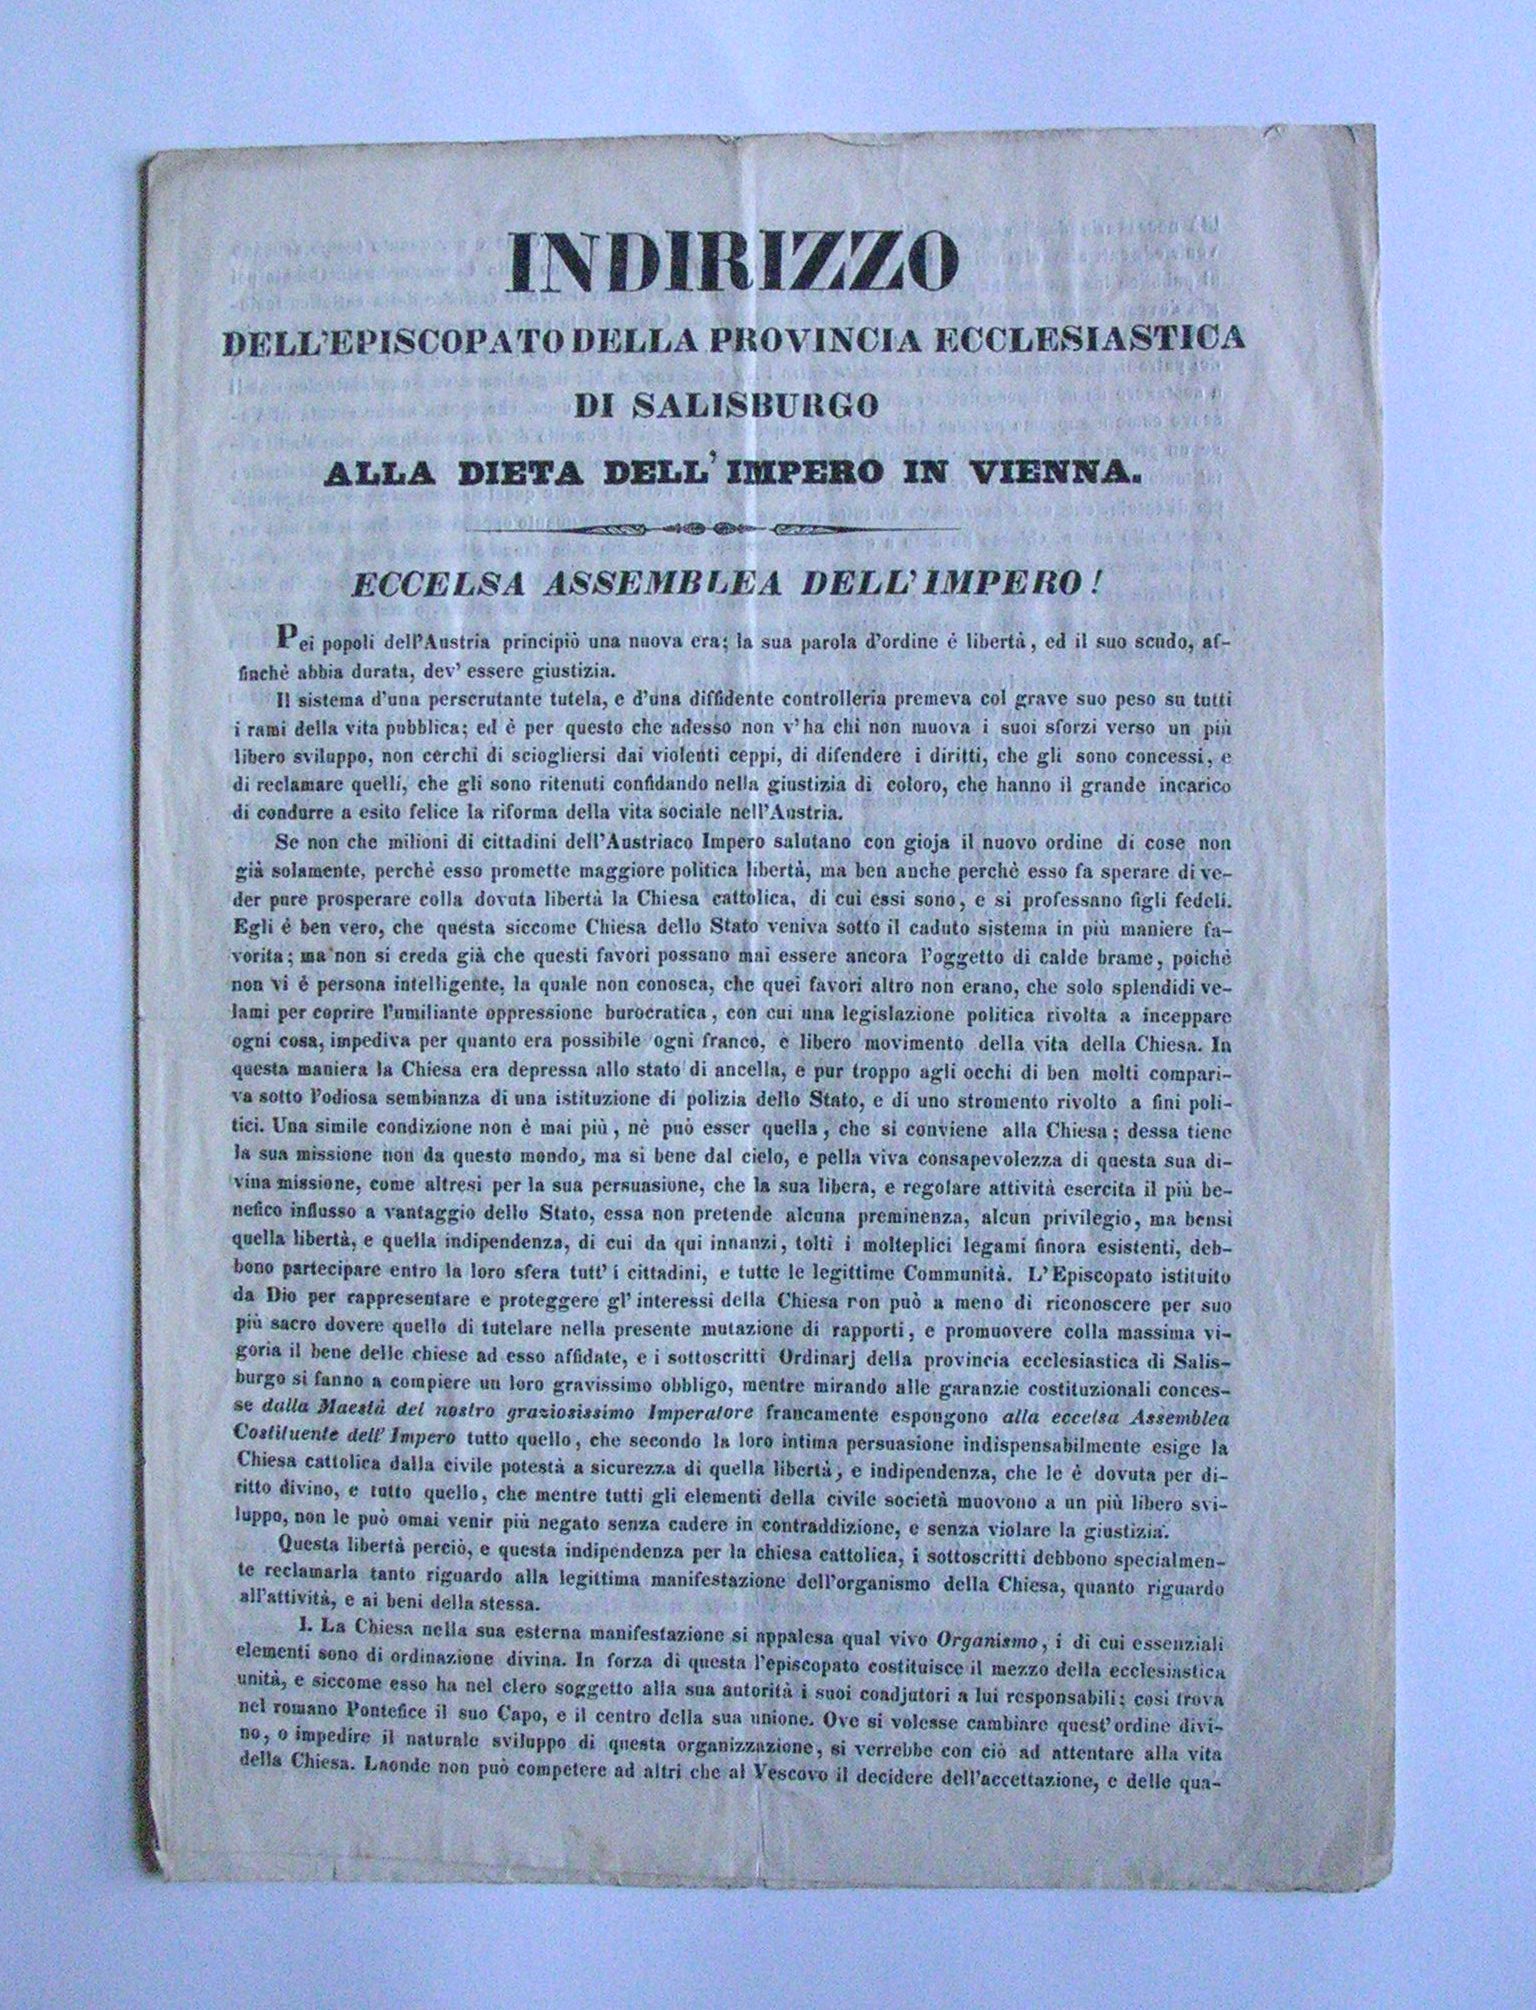 INDIRIZZO
DELL'EPISCOPATO DELLA PROVINCIA ECCLESIASTICA
DI SALISBURGO
ALLA DIETA DELL'IMPERO IN VIENNA.
ECCELSA ASSEMBLEA DELL'IMPERO!
Pei popoli dell'Austria principiò una nuova era; la sua parola d'ordine è libertà, ed il suo scudo, af-
finchè abbia durata, dev' essere giustizia.
Il sistema d'una perscrutante tutela, e d'una diffidente controlleria premeva col grave suo peso su tutti
i rami della vita pubblica; ed è per questo che adesso non v'ha chi non muova i suoi sforzi verso un più
libero sviluppo, non cerchi di sciogliersi dai violenti ceppi, di difendere i diritti, che gli sono concessi, e
di reclamare quelli, che gli sono ritenuti confidando nella giustizia di coloro, che hanno il grande incarico
di condurre a esito felice la riforma della vita sociale nell'Austria.
Se non che milioni di cittadini dell'Austriaco Impero salutano con gioja il nuovo ordine di cose non
già solamente, perchè esso promette maggiore politica libertà, ma ben anche perchè esso fa sperare di ve-
der pure prosperare colla dovuta libertà la Chiesa cattolica, di cui essi sono, e si professano figli fedeli.
Egli è ben vero, che questa siccome Chiesa dello Stato veniva sotto il caduto sistema in più maniere fa-
vorita; ma non si creda già che questi favori possano mai essere ancora l'oggetto di calde brame, poichè
non vi è persona intelligente, la quale non conosca, che quei favori altro non erano, che solo splendidi ve-
lami per coprire l'umiliante oppressione burocratica, con cui una legislazione politica rivolta a inceppare
ogni cosa, impediva per quanto era possibile ogni franco, e libero movimento della vita della Chiesa. In
questa maniera la Chiesa era depressa allo stato di ancella, e pur troppo agli occhi di ben molti compari-
va sotto l'odiosa sembianza di una istituzione di polizia dello Stato, e di uno stromento rivolto a fini poli-
tici. Una simile condizione non è mai più, nè può esser quella, che si conviene alla Chiesa; dessa tiene
la sua missione non da questo mondo, ma si bene dal cielo, e pella viva consapevolezza di questa sua di-
vina missione, come altresì per la sua persuasione, che la sua libera, e regolare attività esercita il più be-
nefico influsso a vantaggio dello Stato, essa non pretende alcuna preminenza, alcun privilegio, ma bensi
quella libertà, e quella indipendenza, di cui da qui innanzi, tolti i molteplici legami finora esistenti, deb-
bono partecipare entro la loro sfera tutt' i cittadini, e tutte le legittime Communità. L'Episcopato istituito
da Dio per rappresentare e proteggere gl' interessi della Chiesa non può a meno di riconoscere per suo
più sacro dovere quello di tutelare nella presente mutazione di rapporti, e promuovere colla massima vi-
goria il bene delle chiese ad esso affidate, e i sottoscritti Ordinarj della provincia ecclesiastica di Salis-
burgo si fanno a compiere un loro gravissimo obbligo, mentre mirando alle garanzie costituzionali conces-
se dalla Maestà del nostro graziosissimo Imperatore francamente espongono alla eccelsa Assemblea
Costituente dell' Impero tutto quello, che secondo la loro intima persuasione indispensabilmente esige la
Chiesa cattolica dalla civile potestà a sicurezza di quella libertà, e indipendenza, che le è dovuta per di-
ritto divino, e tutto quello, che mentre tutti gli elementi della civile società muovono a un più libero svi-
luppo, non le può omai venir più negato senza cadere in contraddizione, e senza violare la giustizia.
Questa libertà perciò, e questa indipendenza per la chiesa cattolica, i sottoscritti debbono specialmen-
te reclamarla tanto riguardo alla legittima manifestazione dell'organismo della Chiesa, quanto riguardo
all'attività, e ai beni della stessa.
I. La Chiesa nella sua esterna manifestazione si appalesa qual vivo Organismo, i di cui essenziali
elementi sono di ordinazione divina. In forza di questa l'episcopato costituisce il mezzo della ecclesiastica
unità, e siccome esso ha nel clero soggetto alla sua autorità i suoi coadjutori a lui responsabili; così trova
nel romano Pontefice il suo Capo, e il centro della sua unione. Ove si volesse cambiare quest' ordine divi-
no, o impedire il naturale sviluppo di questa organizzazione, si verrebbe con ciò ad attentare alla vita
della Chiesa. Laonde non può competere ad altri che al Vescovo il decidere dell'accettazione, e delle qua-